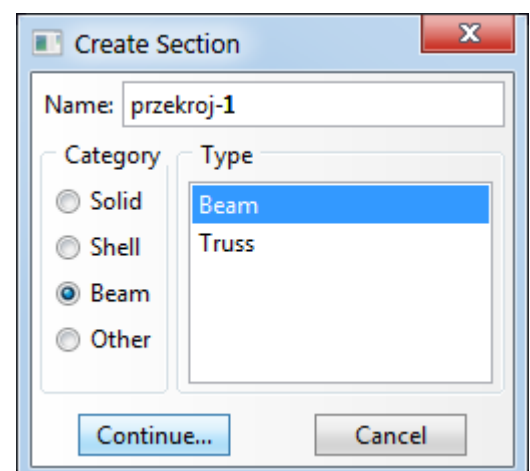 Create Section
x
Name: przekroj-1
Category
Type
Solid
Shell
Beam
Other
Beam
Truss
Continue...
Cancel